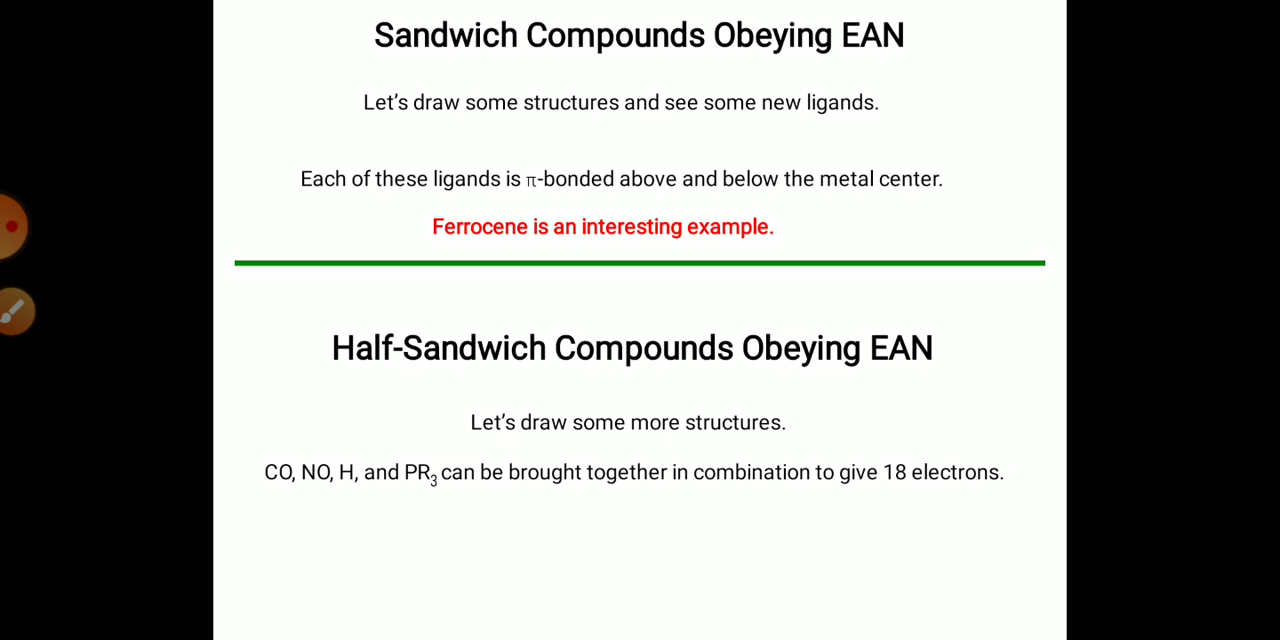 Sandwich Compounds Obeying EAN
Let’s draw some structures and see some new ligands.
Each of these ligands is π-bonded above and below the metal center.
Ferrocene is an interesting example.
Half-Sandwich Compounds Obeying EAN
Let’s draw some more structures.
CO, NO, H, and PR₃ can be brought together in combination to give 18 electrons.